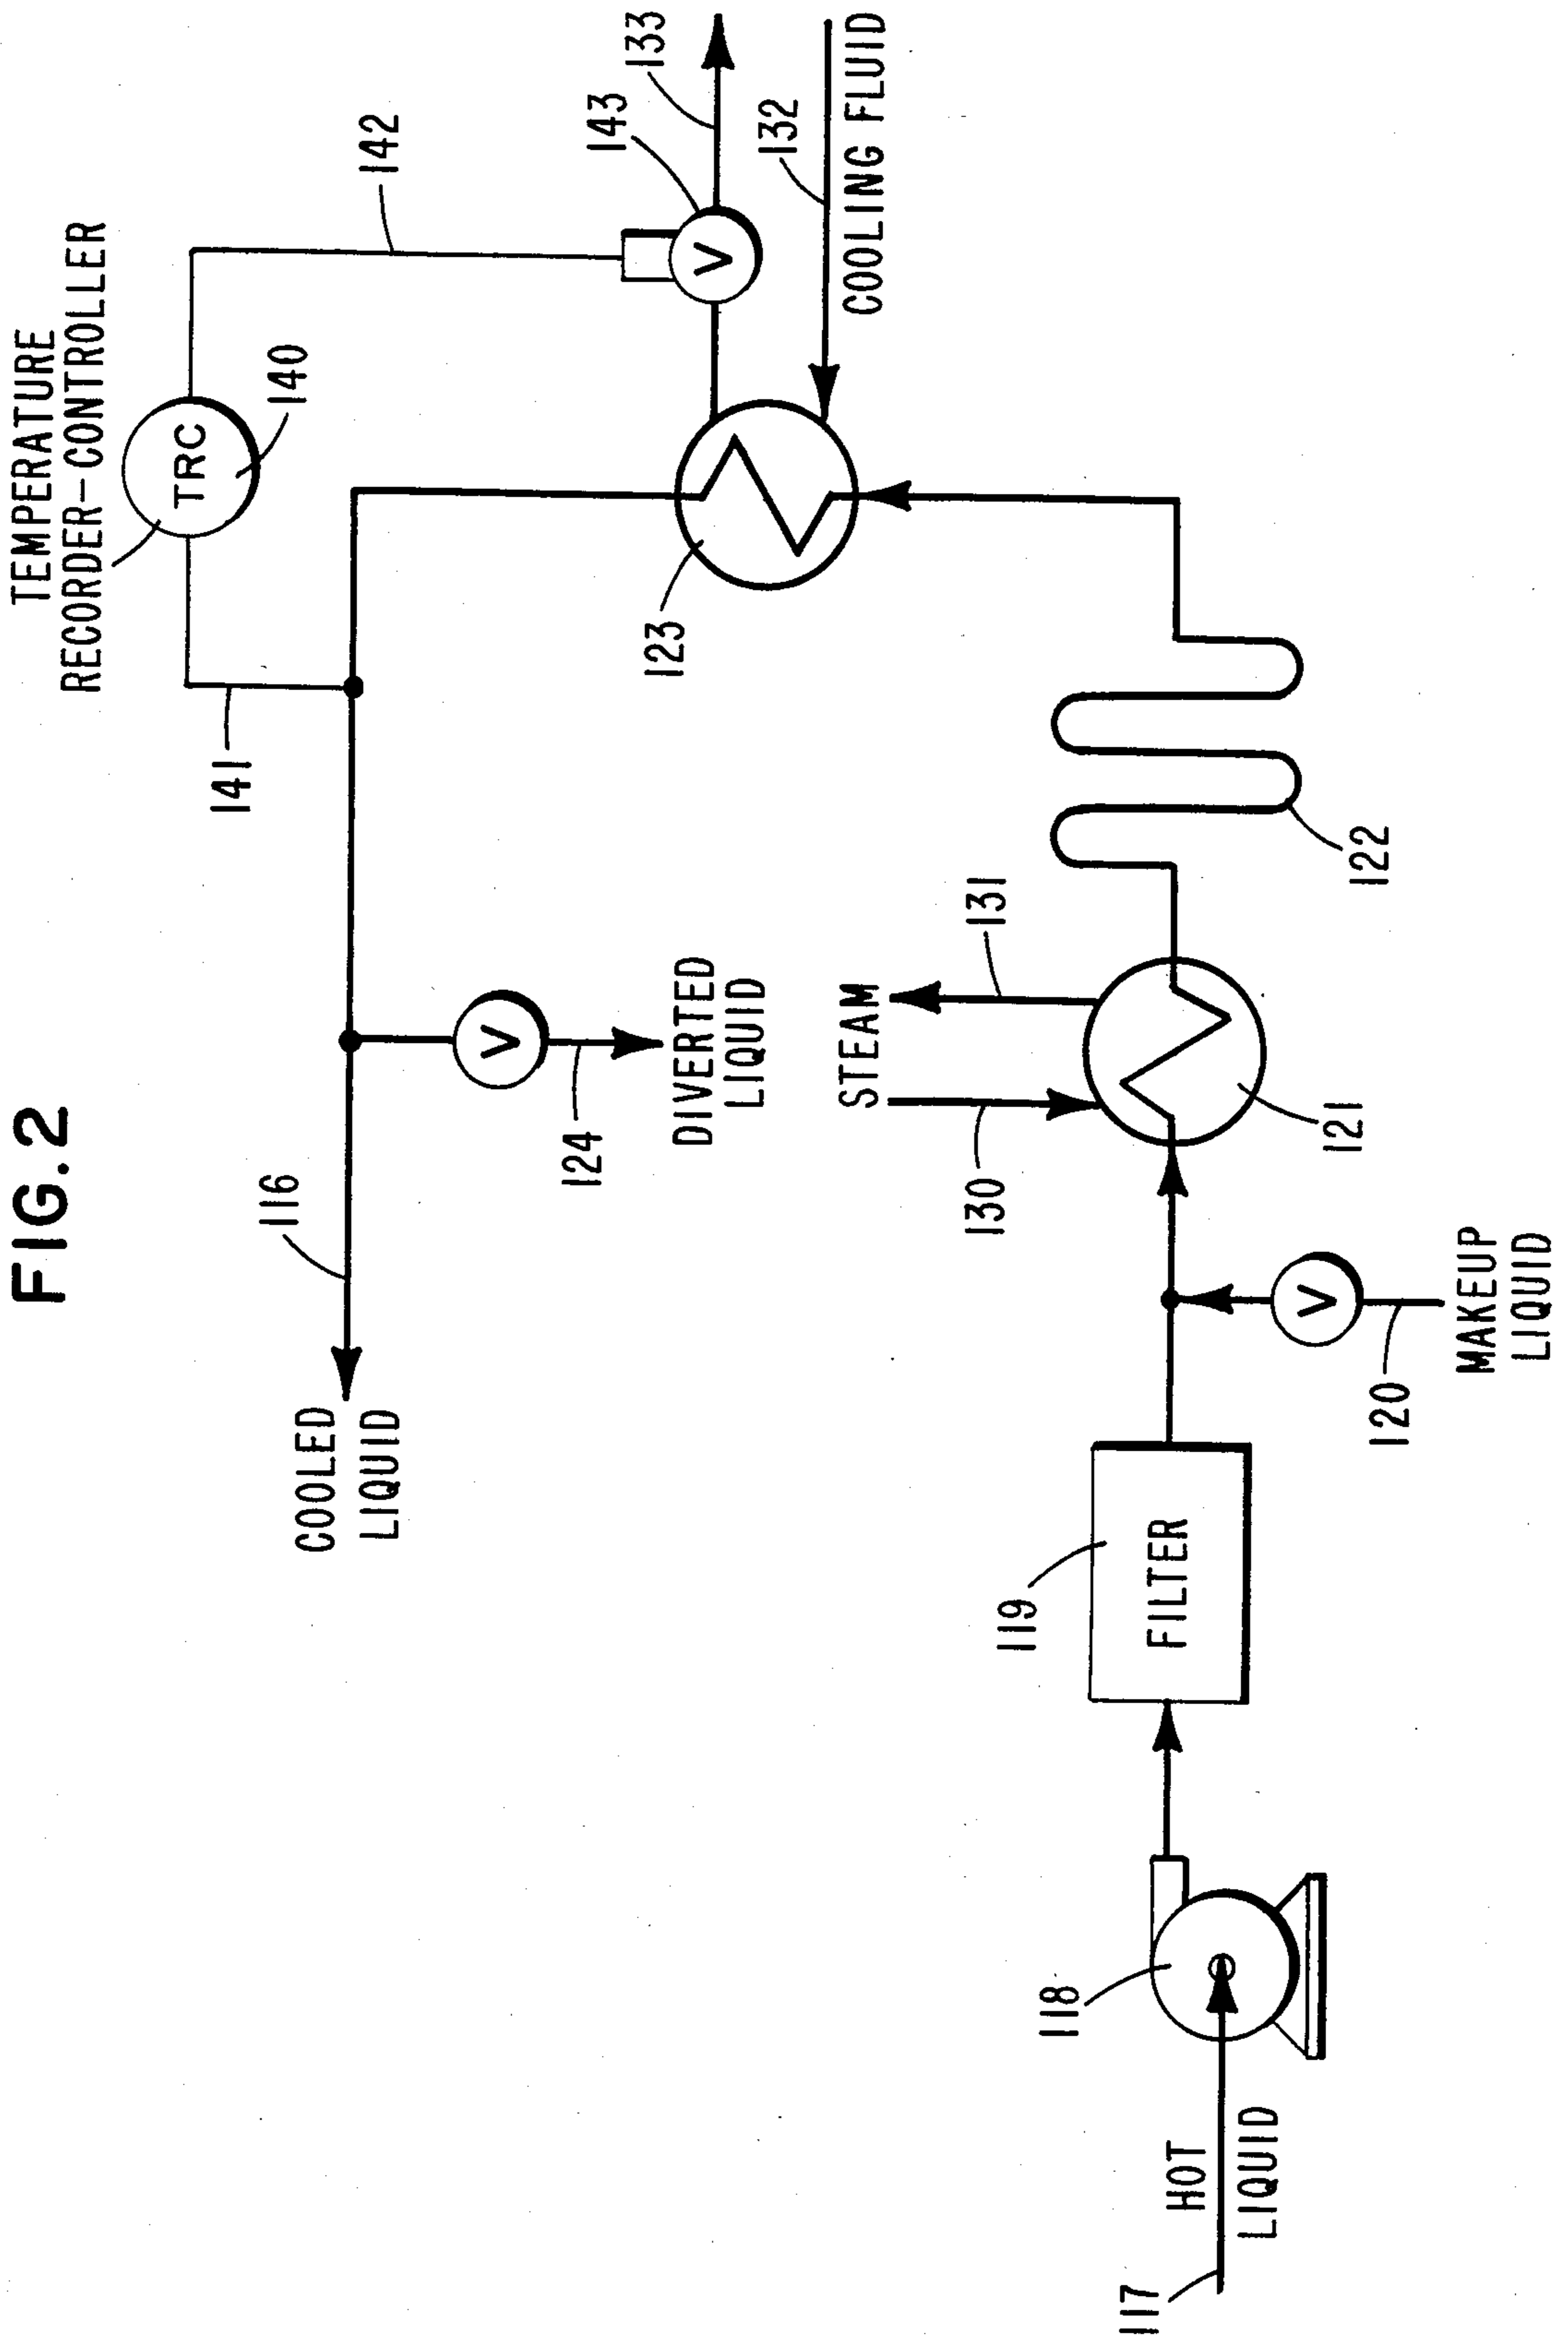 FIG.2
TEMPERATURE
RECORDER-CONTROLLER
TRC
140
141
142
143
V
133
132
COOLING FLUID
123
116
COOLED
LIQUID
V
124
DIVERTED
LIQUID
STEAM
130
131
121
122
V
120
MAKEUP
LIQUID
119
FILTER
118
117
HOT
LIQUID